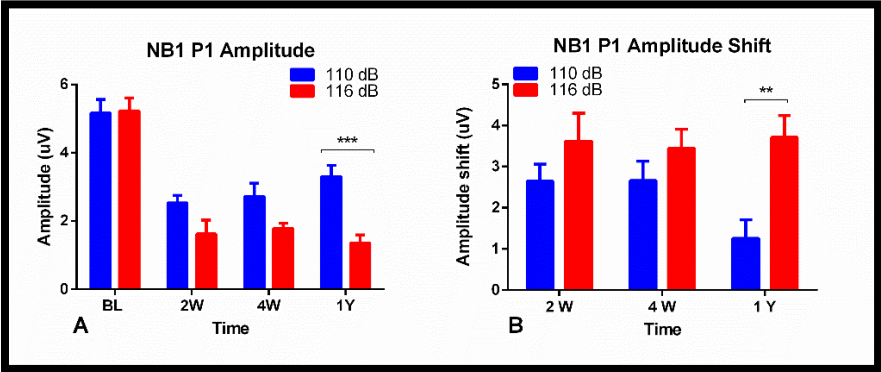 NB1 P1 Amplitude
110 dB
116 dB
6
4
2
0
Amplitude (uV)
***
BL 2W 4W 1Y
Time
A
NB1 P1 Amplitude Shift
110 dB
116 dB
5
4
3
2
1
0
Amplitude shift (uV)
**
2 W 4 W 1 Y
Time
B